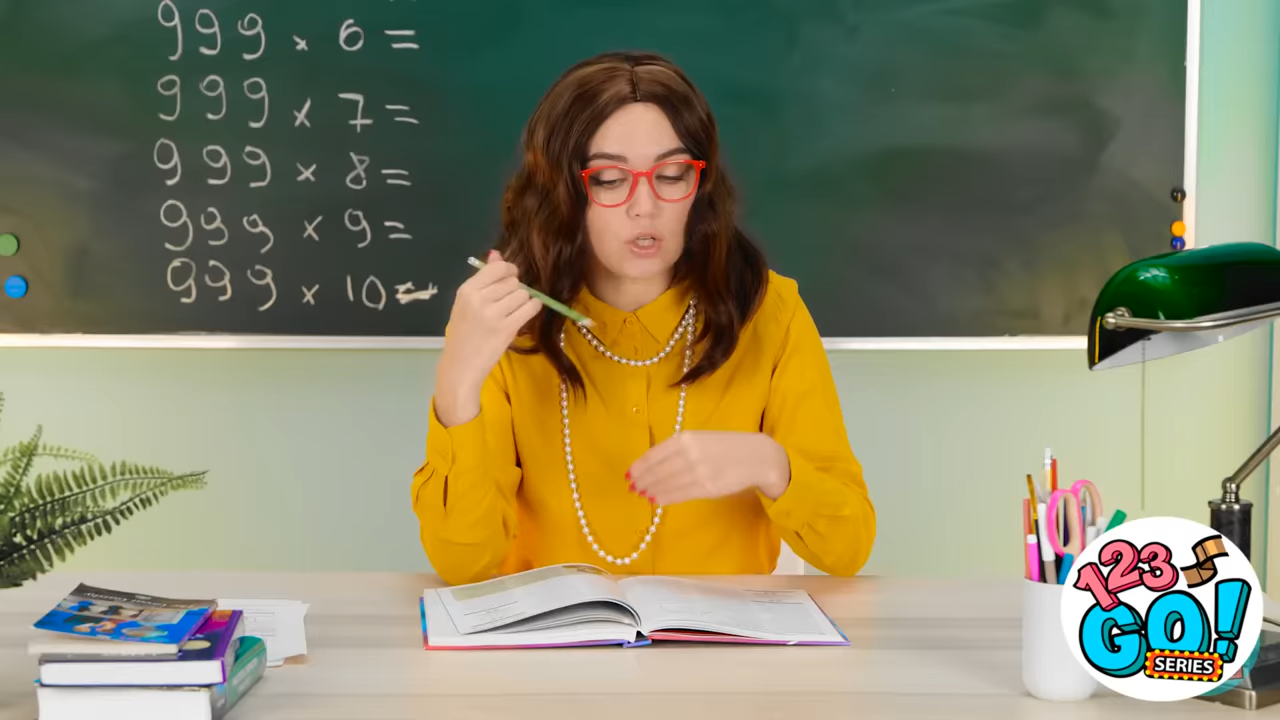 999 × 6 =
999 × 7 =
999 × 8 =
999 × 9 =
999 × 10 =
123
GO!
SERIES